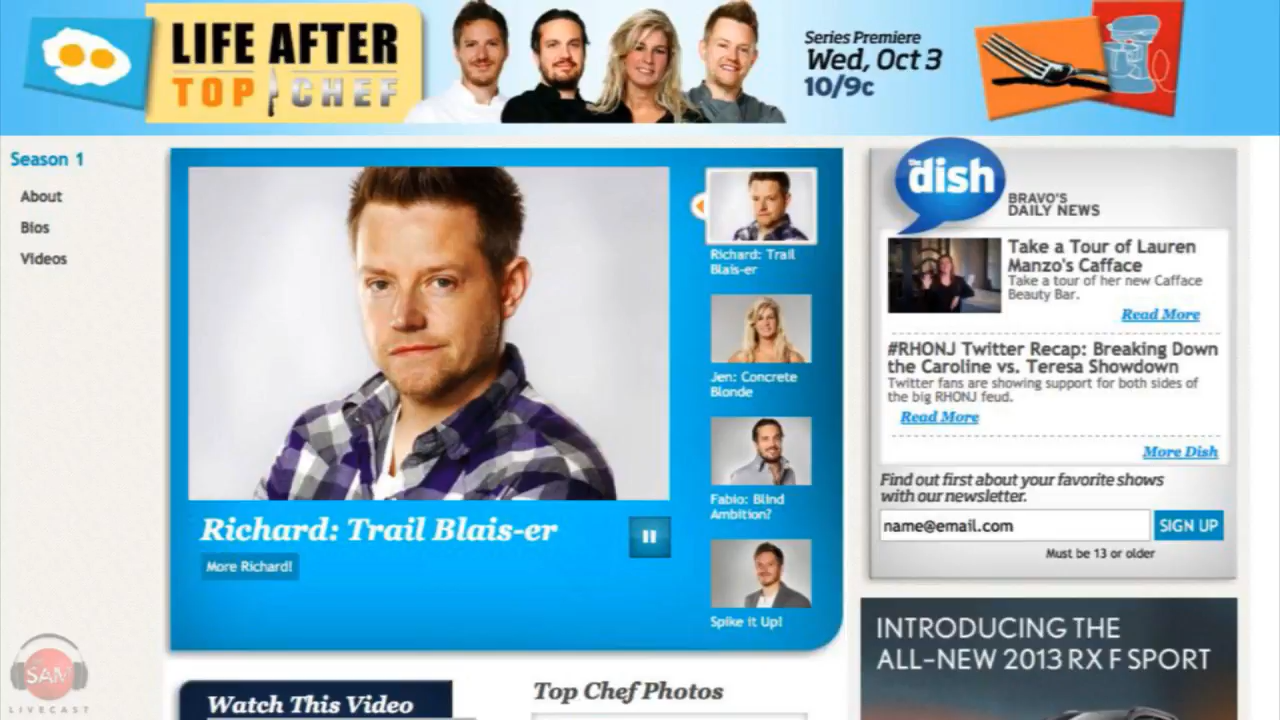 LIFE AFTER
TOP CHEF
Series Premiere
Wed, Oct 3
10/9c
Season 1
About
Bios
Videos
Richard: Trail
Blais-er
Jen: Concrete
Blonde
Fabio: Blind
Ambition?
Spike It Up!
Richard: Trail Blais-er
More Richard!
the
dish
BRAVO'S
DAILY NEWS
Take a Tour of Lauren
Manzo's Cafface
Take a tour of her new Cafface
Beauty Bar.
Read More
#RHONJ Twitter Recap: Breaking Down
the Caroline vs. Teresa Showdown
Twitter fans are showing support for both sides of
the big RHONJ feud.
Read More
More Dish
Find out first about your favorite shows
with our newsletter.
name@email.com
SIGN UP
Must be 13 or older
INTRODUCING THE
ALL-NEW 2013 RX F SPORT
Watch This Video
Top Chef Photos
SAM
LIVECAST